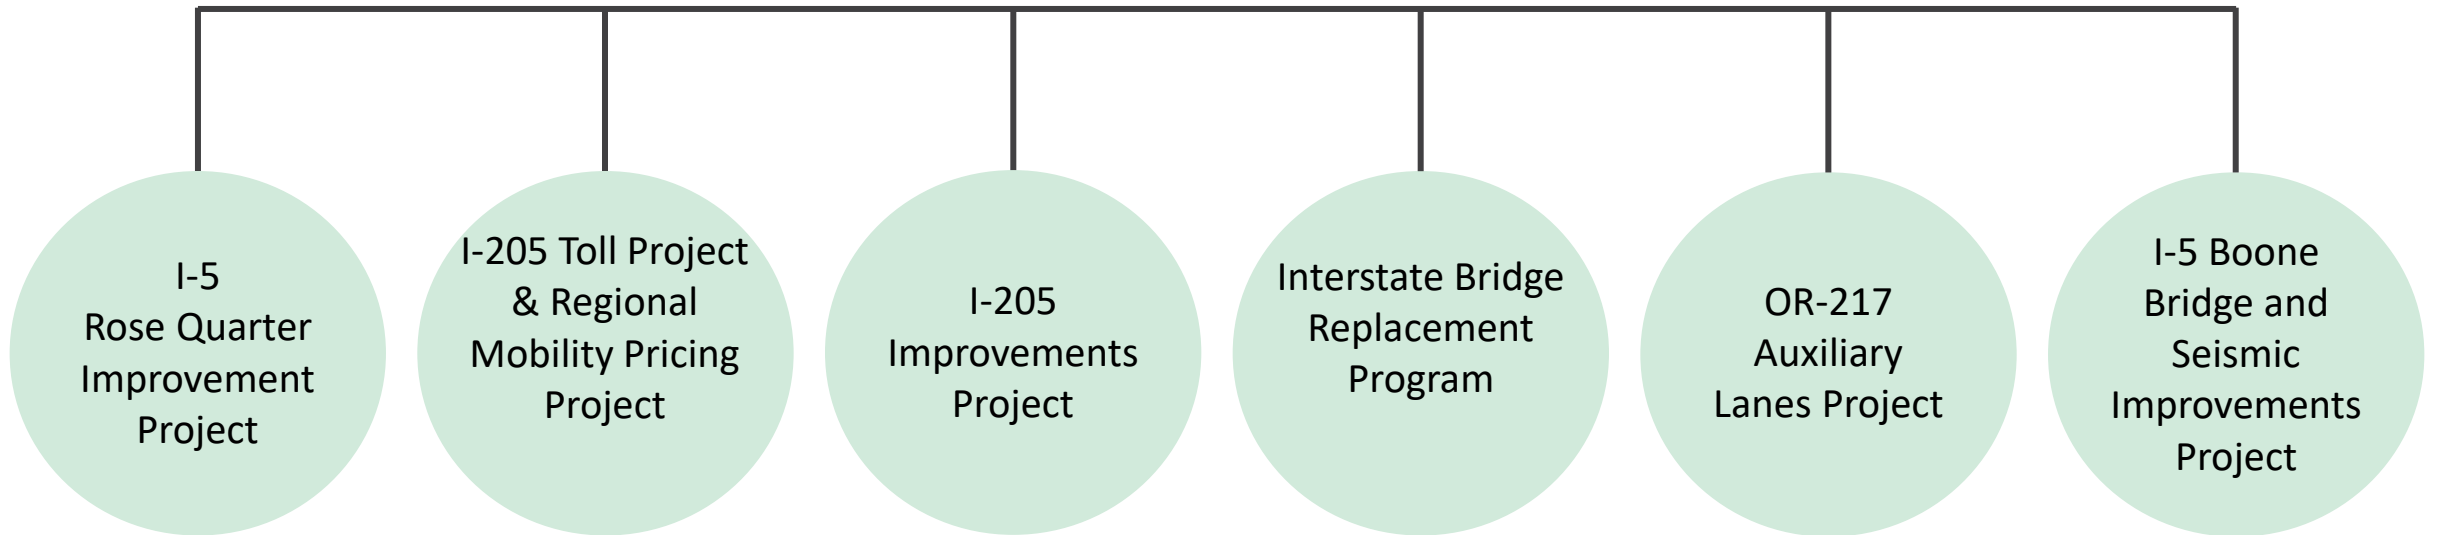 I-5
Rose Quarter
Improvement
Project
I-205 Toll Project
& Regional
Mobility Pricing
Project
I-205
Improvements
Project
Interstate Bridge
Replacement
Program
OR-217
Auxiliary
Lanes Project
I-5 Boone
Bridge and
Seismic
Improvements
Project